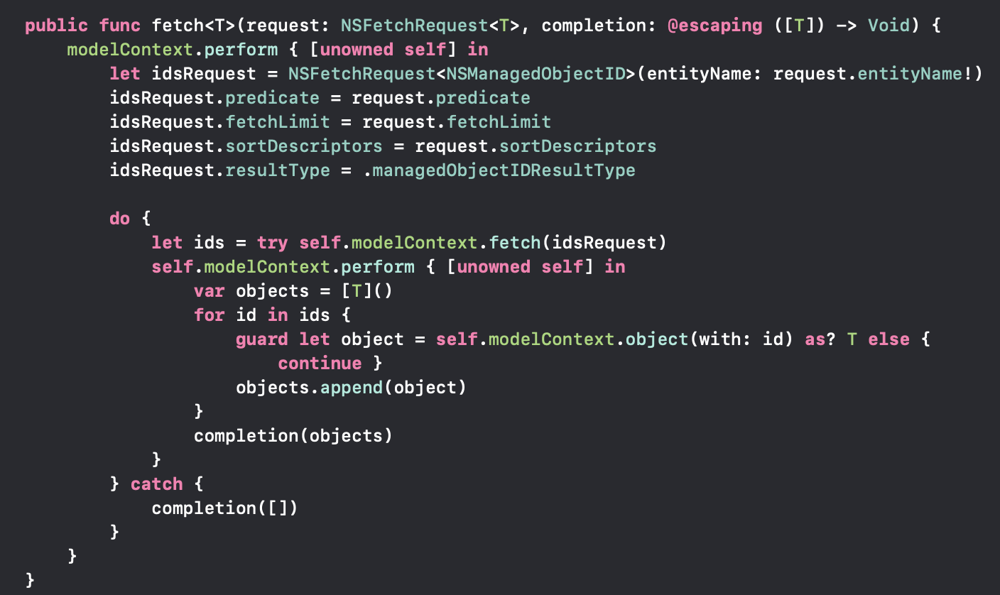 public func fetch<T>(request: NSFetchRequest<T>, completion: @escaping ([T]) -> Void) {
    modelContext.perform { [unowned self] in
        let idsRequest = NSFetchRequest<NSManagedObjectID>(entityName: request.entityName!)
        idsRequest.predicate = request.predicate
        idsRequest.fetchLimit = request.fetchLimit
        idsRequest.sortDescriptors = request.sortDescriptors
        idsRequest.resultType = .managedObjectIDResultType

        do {
            let ids = try self.modelContext.fetch(idsRequest)
            self.modelContext.perform { [unowned self] in
                var objects = [T]()
                for id in ids {
                    guard let object = self.modelContext.object(with: id) as? T else {
                        continue }
                    objects.append(object)
                }
                completion(objects)
            }
        } catch {
            completion([])
        }
    }
}